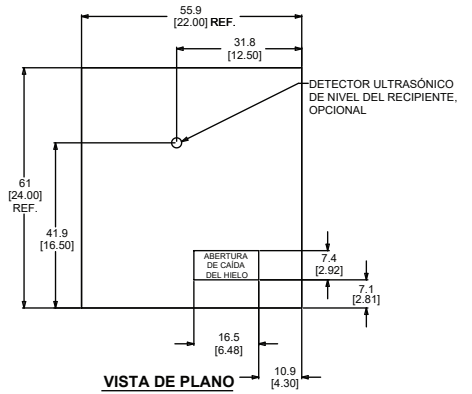 55.9
[22.00] REF.
31.8
[12.50]
DETECTOR ULTRASÓNICO
DE NIVEL DEL RECIPIENTE,
OPCIONAL
61
[24.00]
REF.
41.9
[16.50]
ABERTURA
DE CAÍDA
DEL HIELO
7.4
[2.92]
7.1
[2.81]
16.5
[6.48]
10.9
[4.30]
VISTA DE PLANO